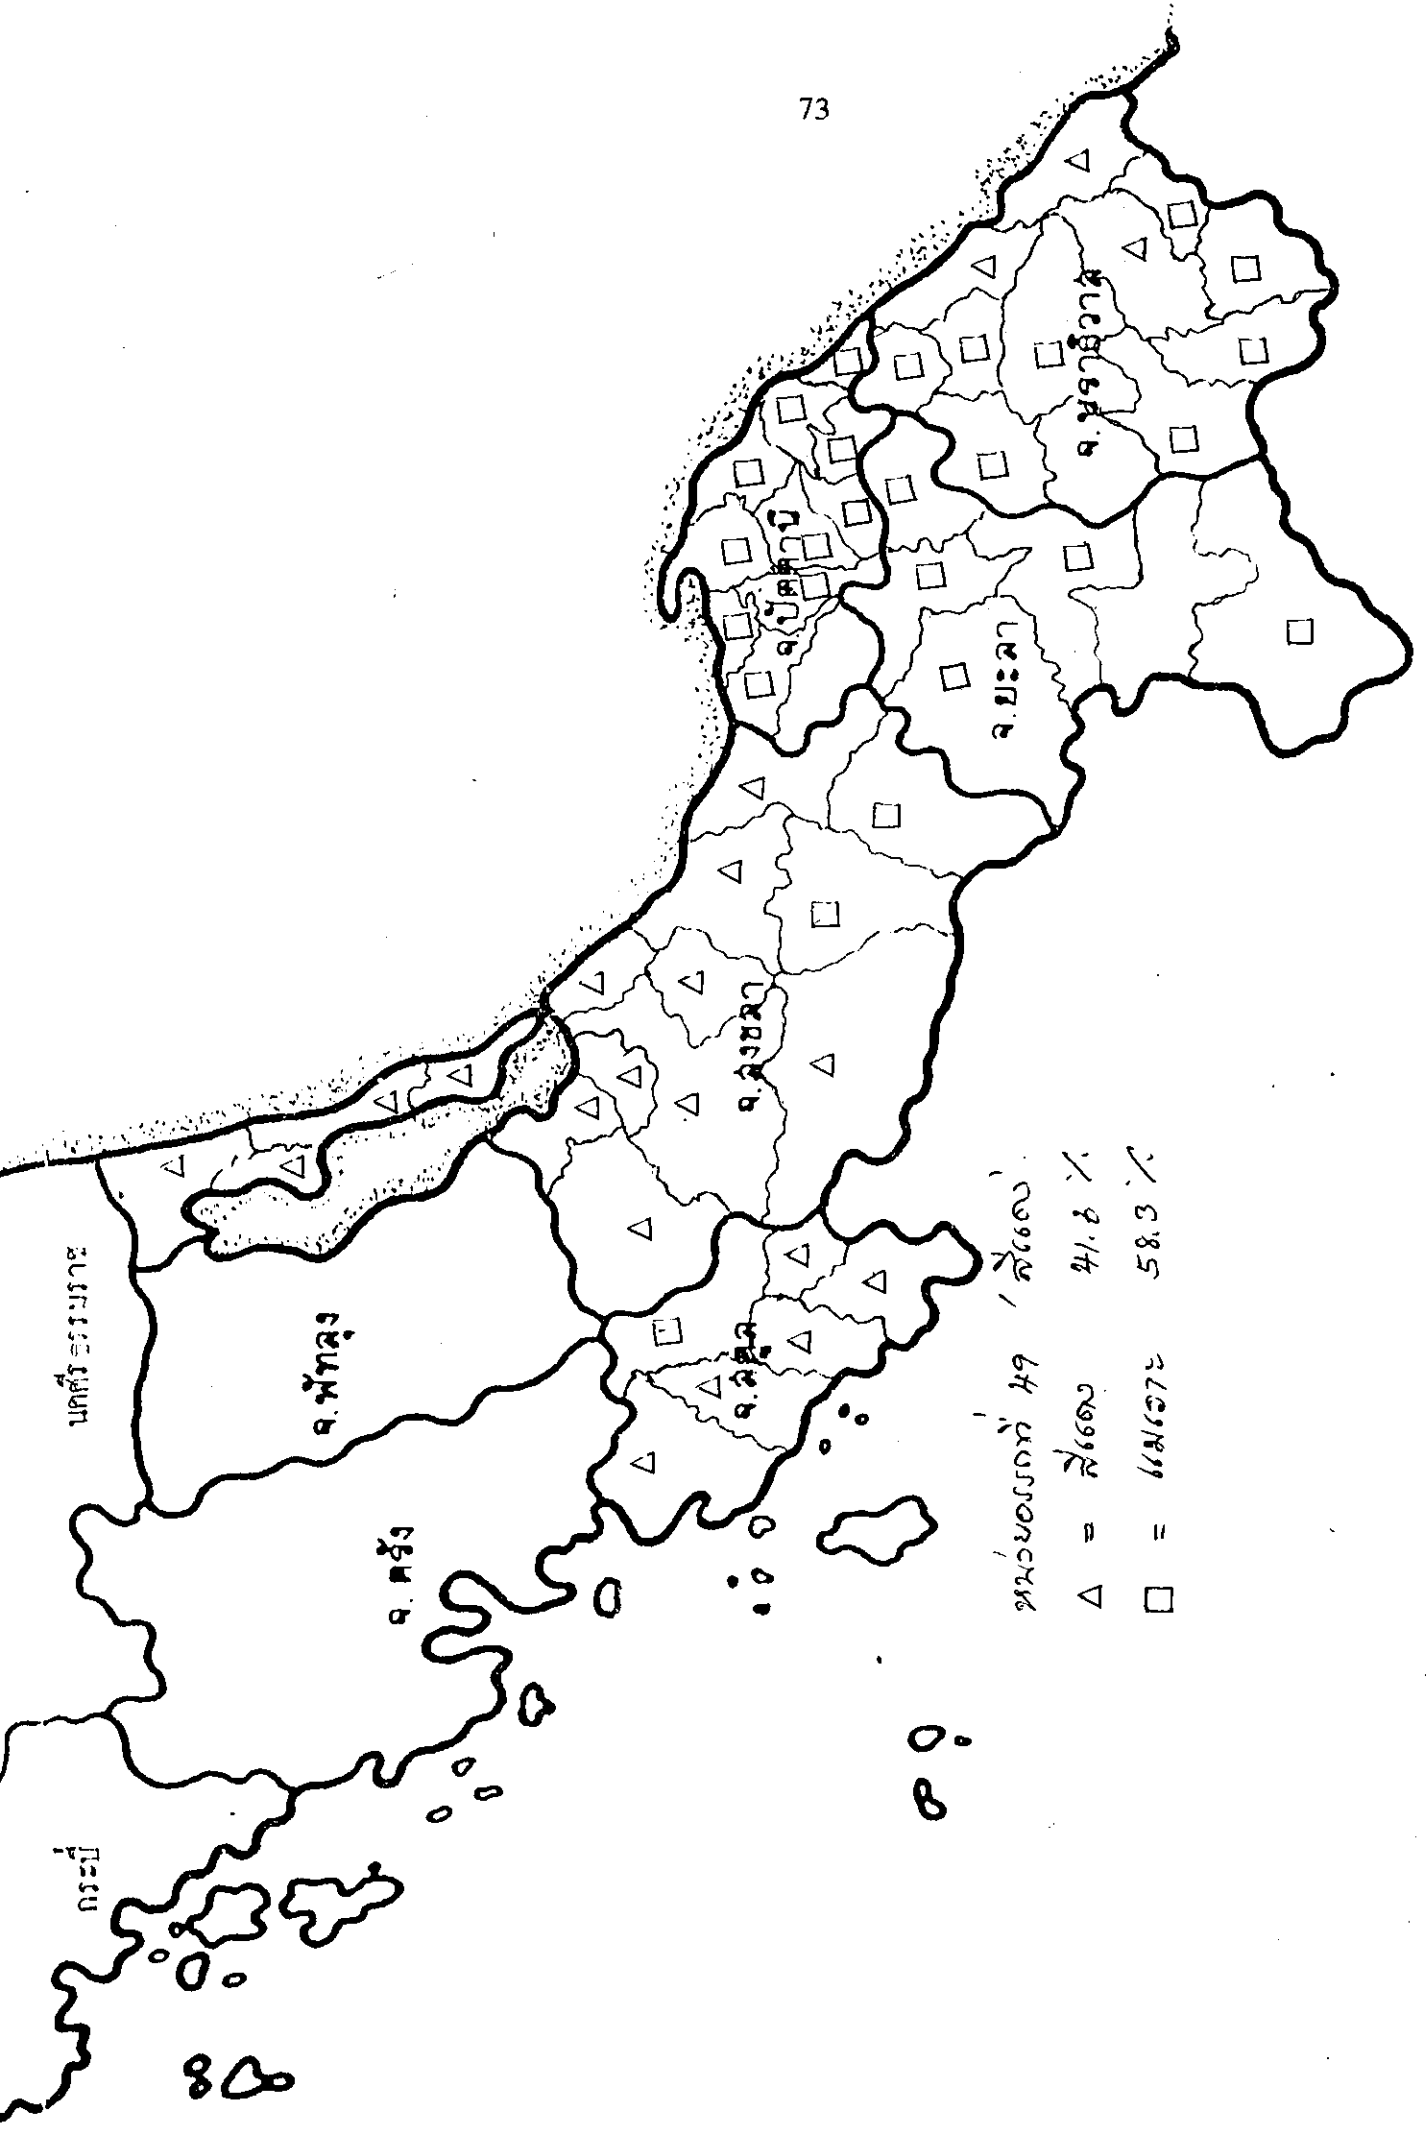 73
นคศีรธรรมราช
จ.พัทลุง
จ.ตรัง
กระบี่
จ.สตูล
จ.สงขลา
จ.ปัตตานี
จ.ยะลา
จ.นราธิวาส
หน่วยอรรถที่ 49 'สีแดง'
△ = สีแดง 41.6 %
□ = แมเราะ 58.3 %